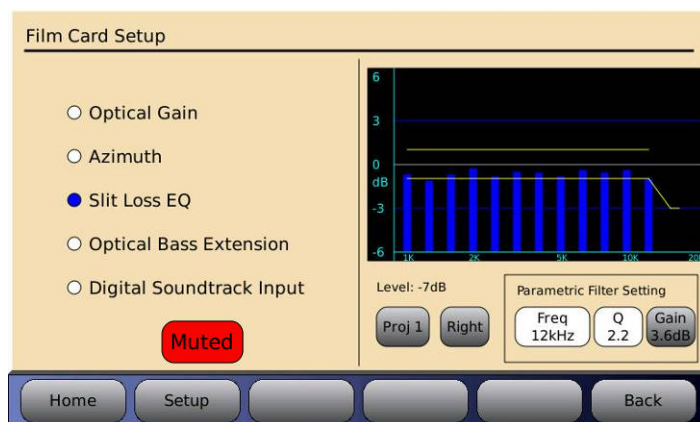 Film Card Setup
Optical Gain
Azimuth
Slit Loss EQ
Optical Bass Extension
Digital Soundtrack Input
Muted
6
3
0
dB
-3
-6
1K
2K
5K
10K
20
Level: -7dB
Proj 1
Right
Parametric Filter Setting
Freq
12kHz
Q
2.2
Gain
3.6dB
Home
Setup
Back